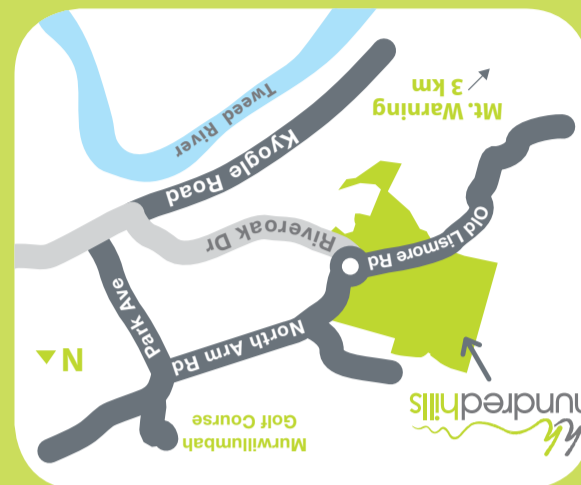 hh
hundredhills
Murwillumbah
Golf Course
N
North Arm Rd
Park Ave
Old Lismore Rd
Riveroak Dr
Kyogle Road
Tweed River
Mt. Warning
3 km